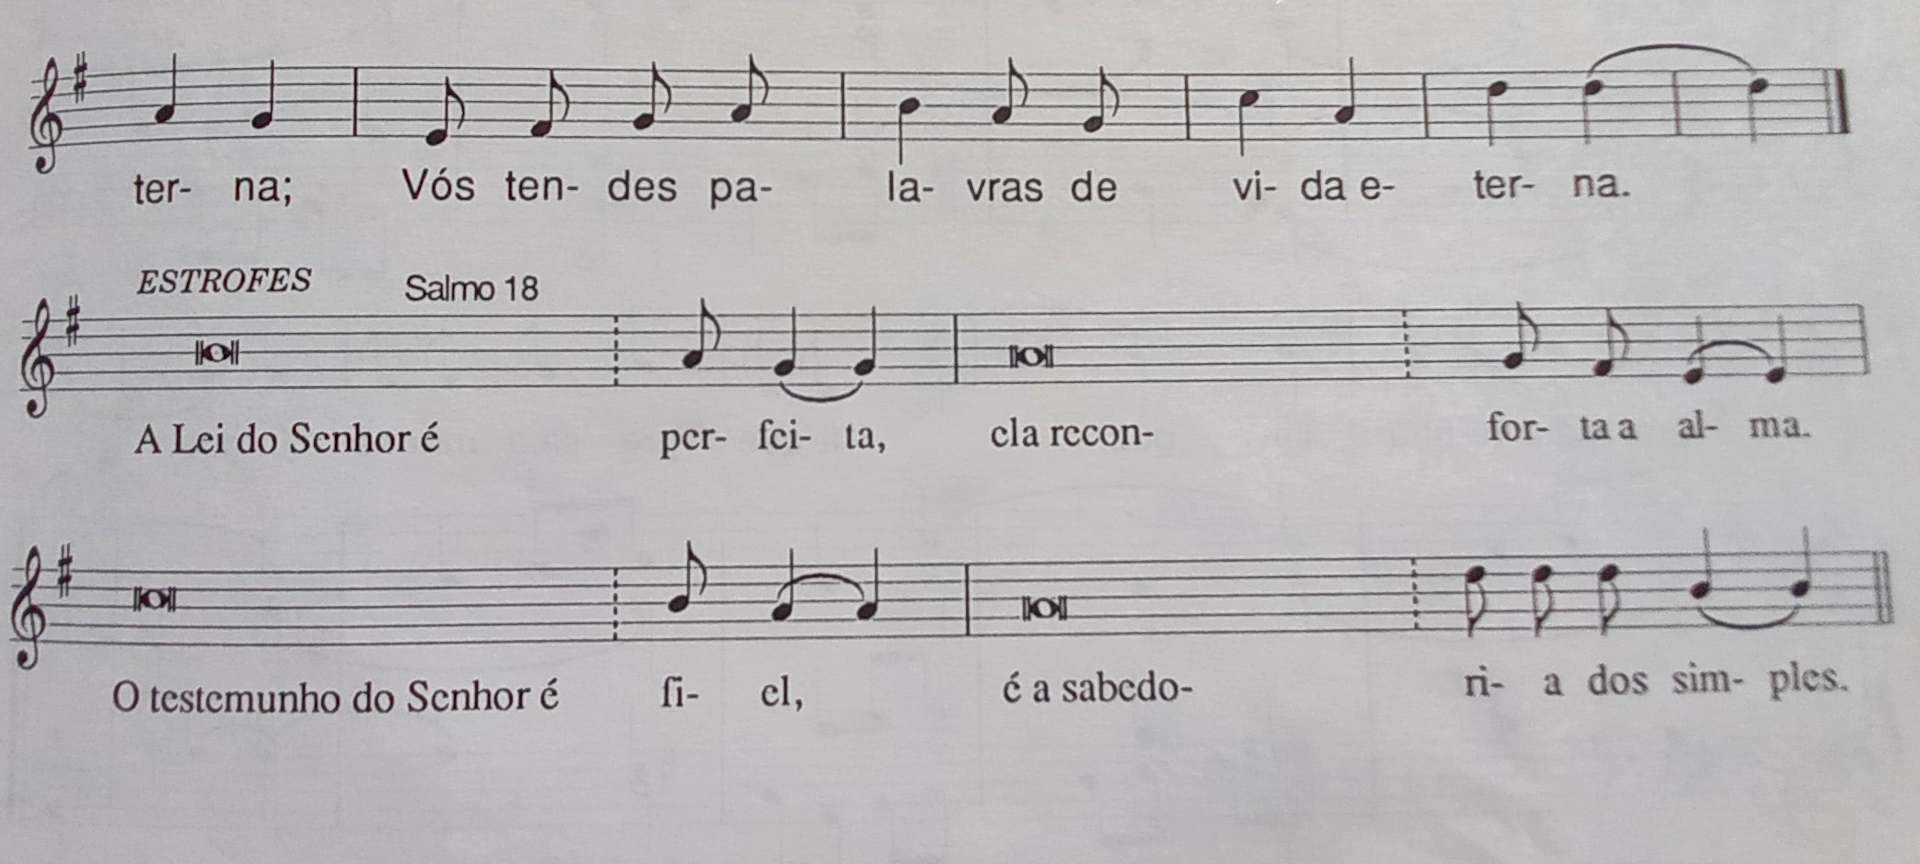 ter- na; Vós ten- des pa- la- vras de vi- da e- ter- na.
ESTROFES Salmo 18
A Lei do Senhor é per- fei- ta, ela recon- for- ta a al- ma.
O testemunho do Senhor é fi- el, é a sabedo- ri- a dos sim- ples.